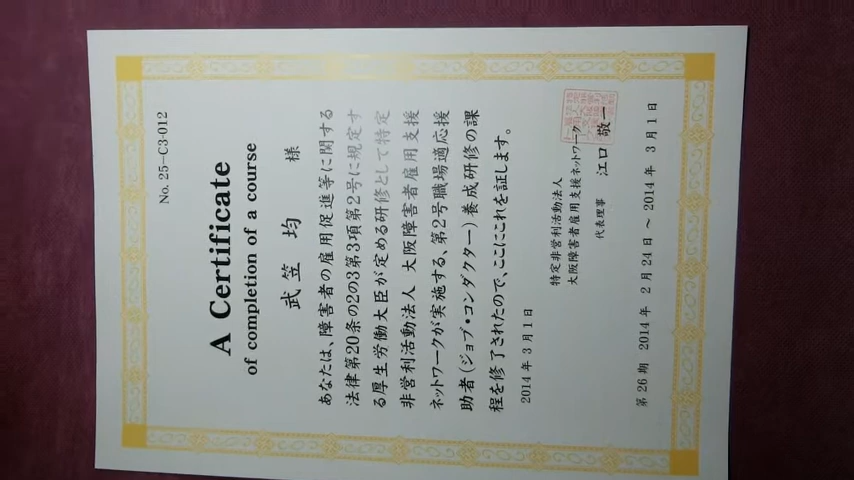 No. 25-C3-012
A Certificate
of completion of a course
武笠 均 様
あなたは、障害者の雇用促進等に関する
法律第20条の2の3第3項第2号に規定す
る厚生労働大臣が定める研修として特定
非営利活動法人 大阪障害者雇用支援
ネットワークが実施する、第2号職場適応援
助者(ジョブ・コンダクター)養成研修の課
程を修了されたので、ここにこれを証します。
2014年3月1日
特定非営利活動法人
大阪障害者雇用支援ネットワーク
代表理事 江口 敬一
第26期 2014年 2月24日 ~ 2014年 3月1日